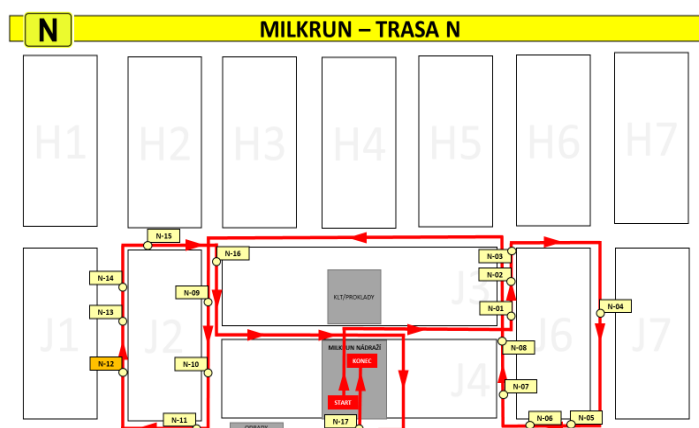 N
MILKRUN – TRASA N
H1
H2
H3
H4
H5
H6
H7
N-15
N-16
N-03
N-02
N-14
N-09
KLT/PROKLADY
J3
N-01
N-04
N-13
J1
J2
J6
J7
MILKRUN NÁDRAŽÍ
N-08
KONEC
N-12
N-10
J4
N-07
START
N-11
N-17
N-06
N-05